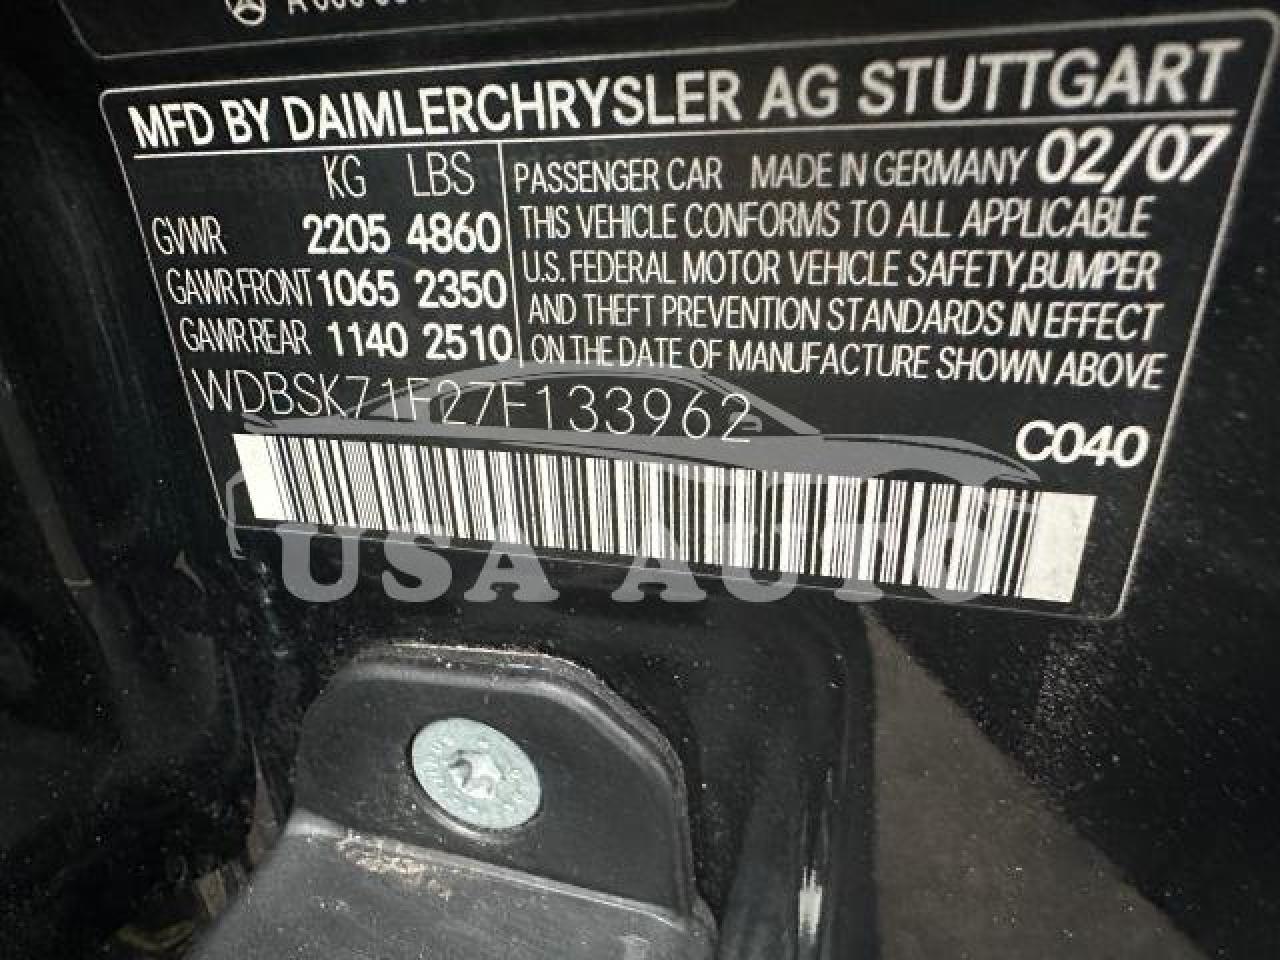 MFD BY DAIMLERCHRYSLER AG STUTTGART
KG LBS
GVWR 2205 4860
GAWR FRONT 1065 2350
GAWR REAR 1140 2510
PASSENGER CAR MADE IN GERMANY 02/07
THIS VEHICLE CONFORMS TO ALL APPLICABLE
U.S. FEDERAL MOTOR VEHICLE SAFETY, BUMPER
AND THEFT PREVENTION STANDARDS IN EFFECT
ON THE DATE OF MANUFACTURE SHOWN ABOVE
WDBSK71F27F133962
C040
USA AUTO